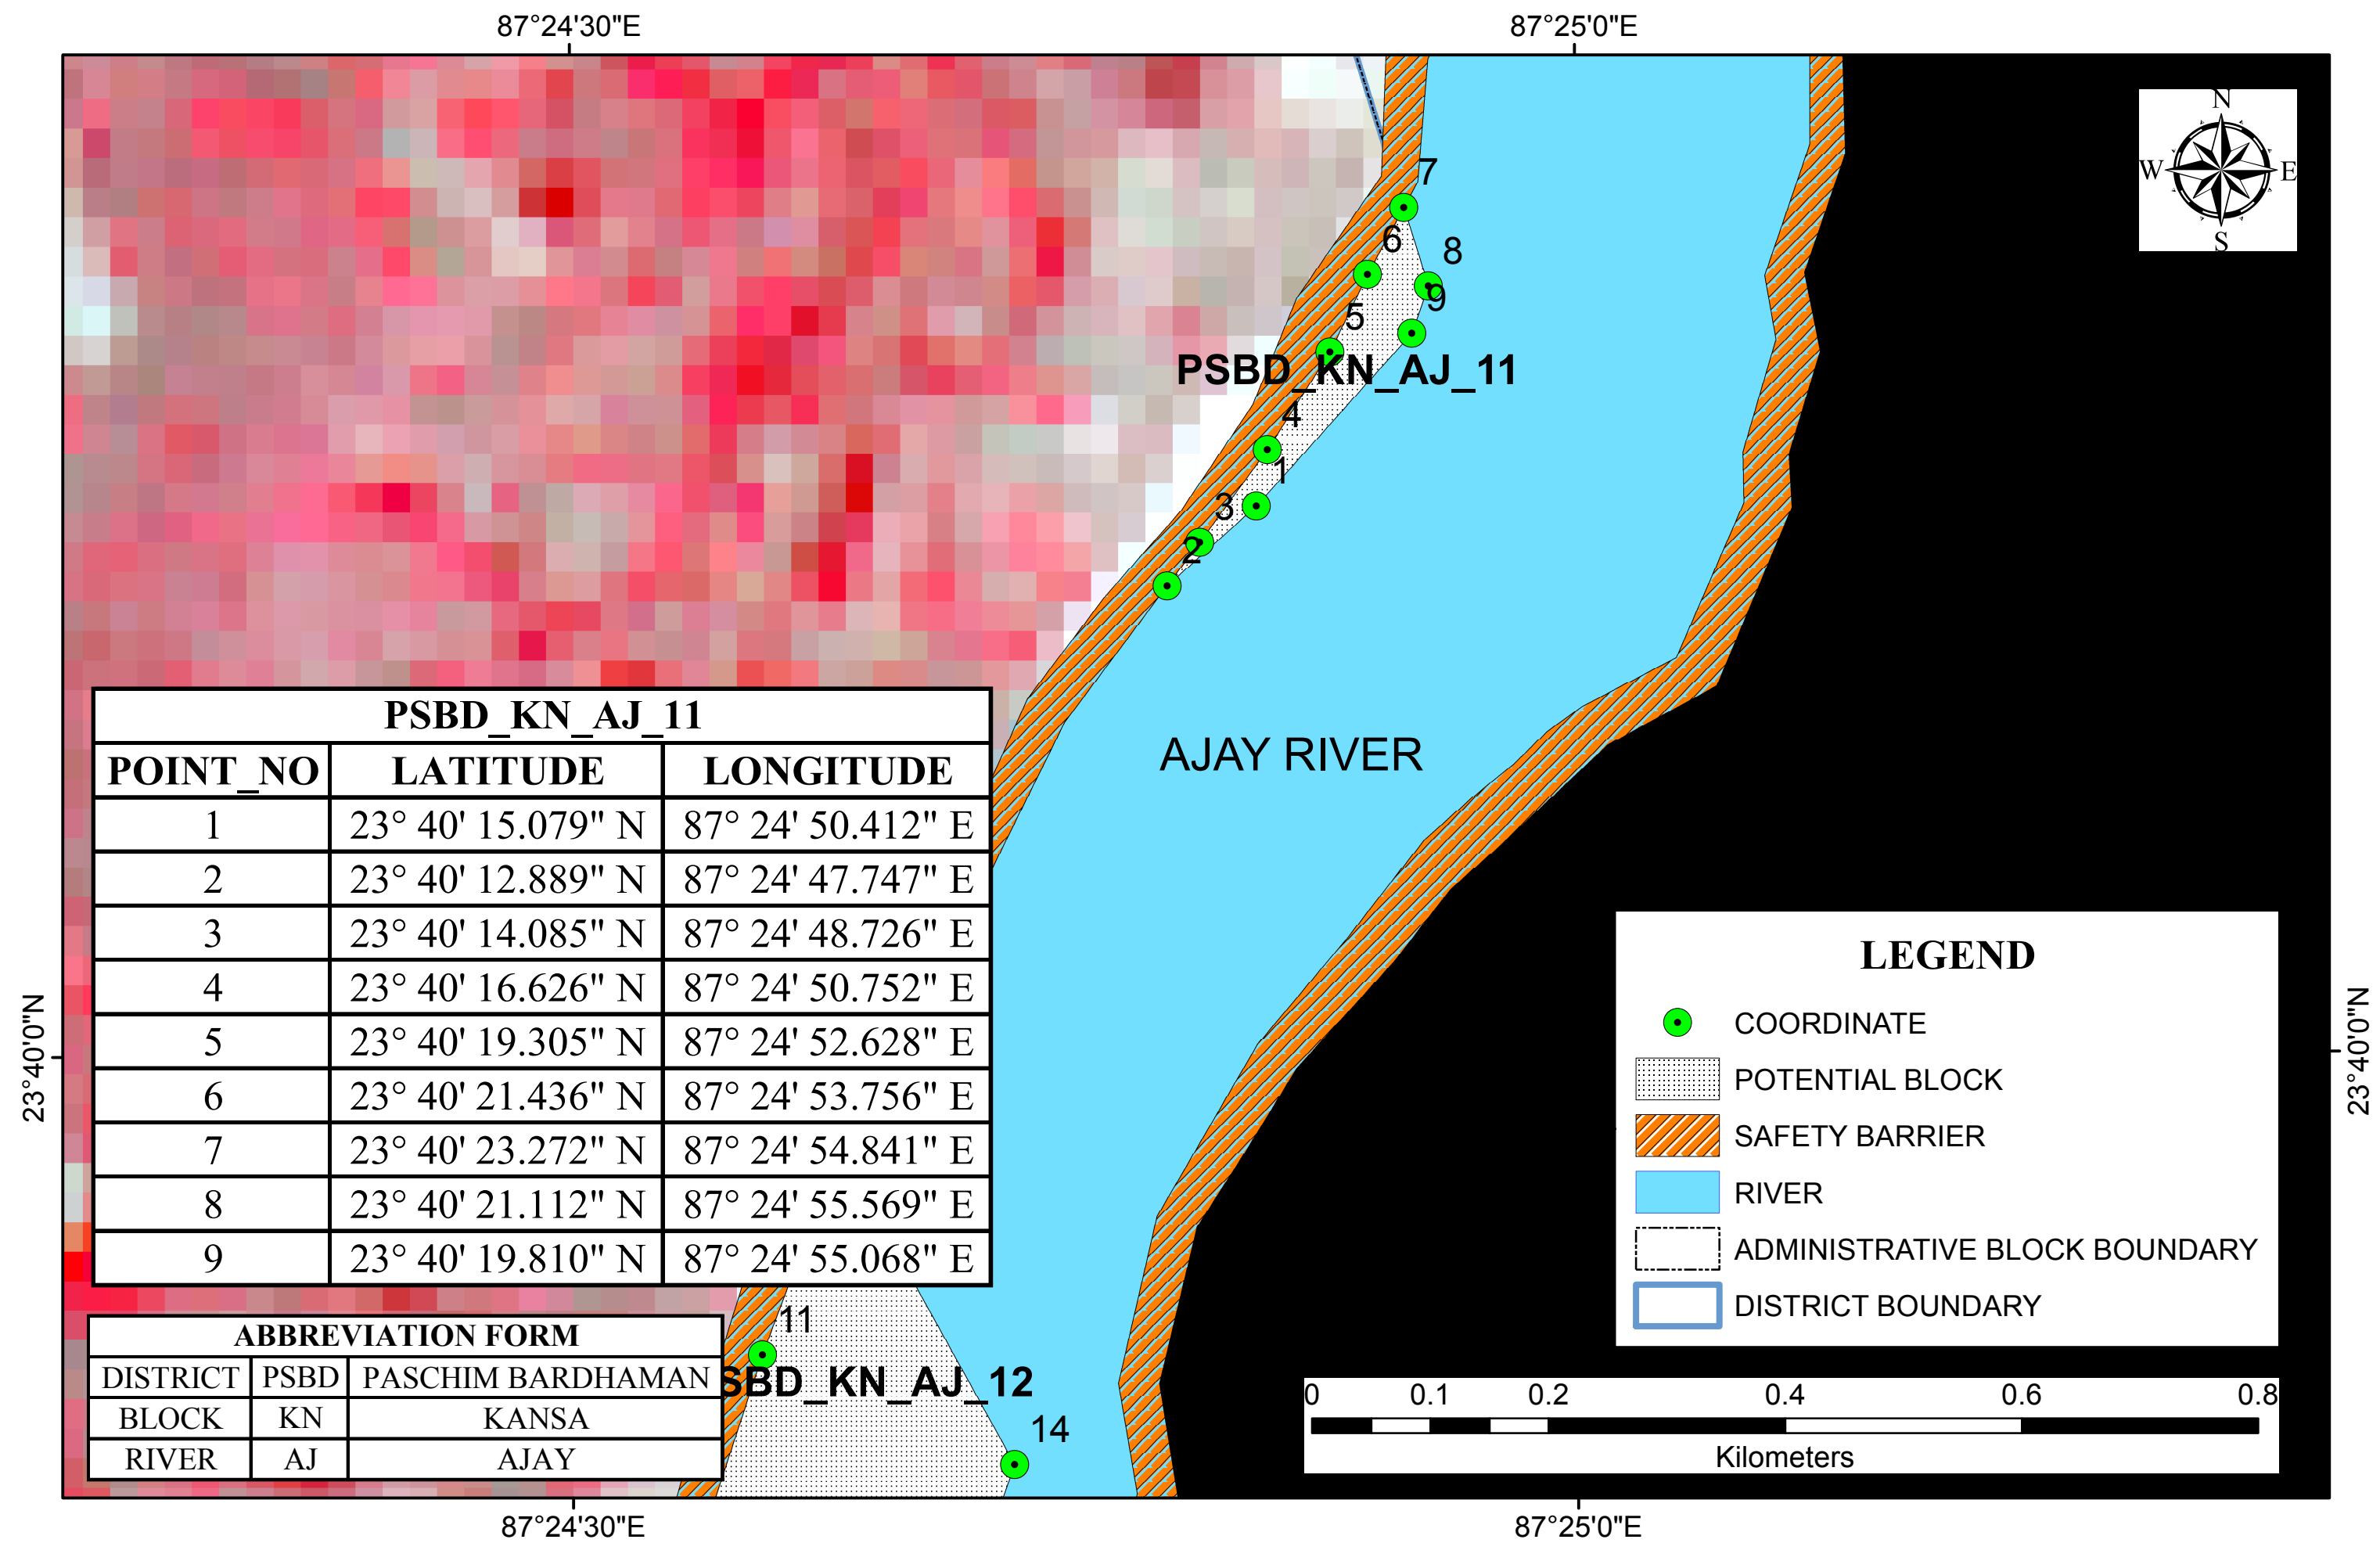 87°24'30"E 87°25'0"E
N
W E
S
7
6
8
9
5
PSBD_KN_AJ_11
4
1
3
2
AJAY RIVER
PSBD_KN_AJ_11
POINT_NO LATITUDE LONGITUDE
1 23° 40' 15.079" N 87° 24' 50.412" E
2 23° 40' 12.889" N 87° 24' 47.747" E
3 23° 40' 14.085" N 87° 24' 48.726" E
4 23° 40' 16.626" N 87° 24' 50.752" E
5 23° 40' 19.305" N 87° 24' 52.628" E
6 23° 40' 21.436" N 87° 24' 53.756" E
7 23° 40' 23.272" N 87° 24' 54.841" E
8 23° 40' 21.112" N 87° 24' 55.569" E
9 23° 40' 19.810" N 87° 24' 55.068" E
23°40'0"N
23°40'0"N
LEGEND
COORDINATE
POTENTIAL BLOCK
SAFETY BARRIER
RIVER
ADMINISTRATIVE BLOCK BOUNDARY
DISTRICT BOUNDARY
11
SBD_KN_AJ_12
14
ABBREVIATION FORM
DISTRICT PSBD PASCHIM BARDHAMAN
BLOCK KN KANSA
RIVER AJ AJAY
0 0.1 0.2 0.4 0.6 0.8
Kilometers
87°24'30"E 87°25'0"E